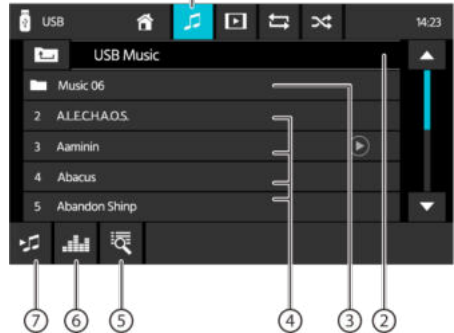 USB 14:23
USB Music
Music 06
2 A.L.E.C.H.A.O.S.
3 Aaminin
4 Abacus
5 Abandon Shinp
⑦ ⑥ ⑤ ④ ③ ②